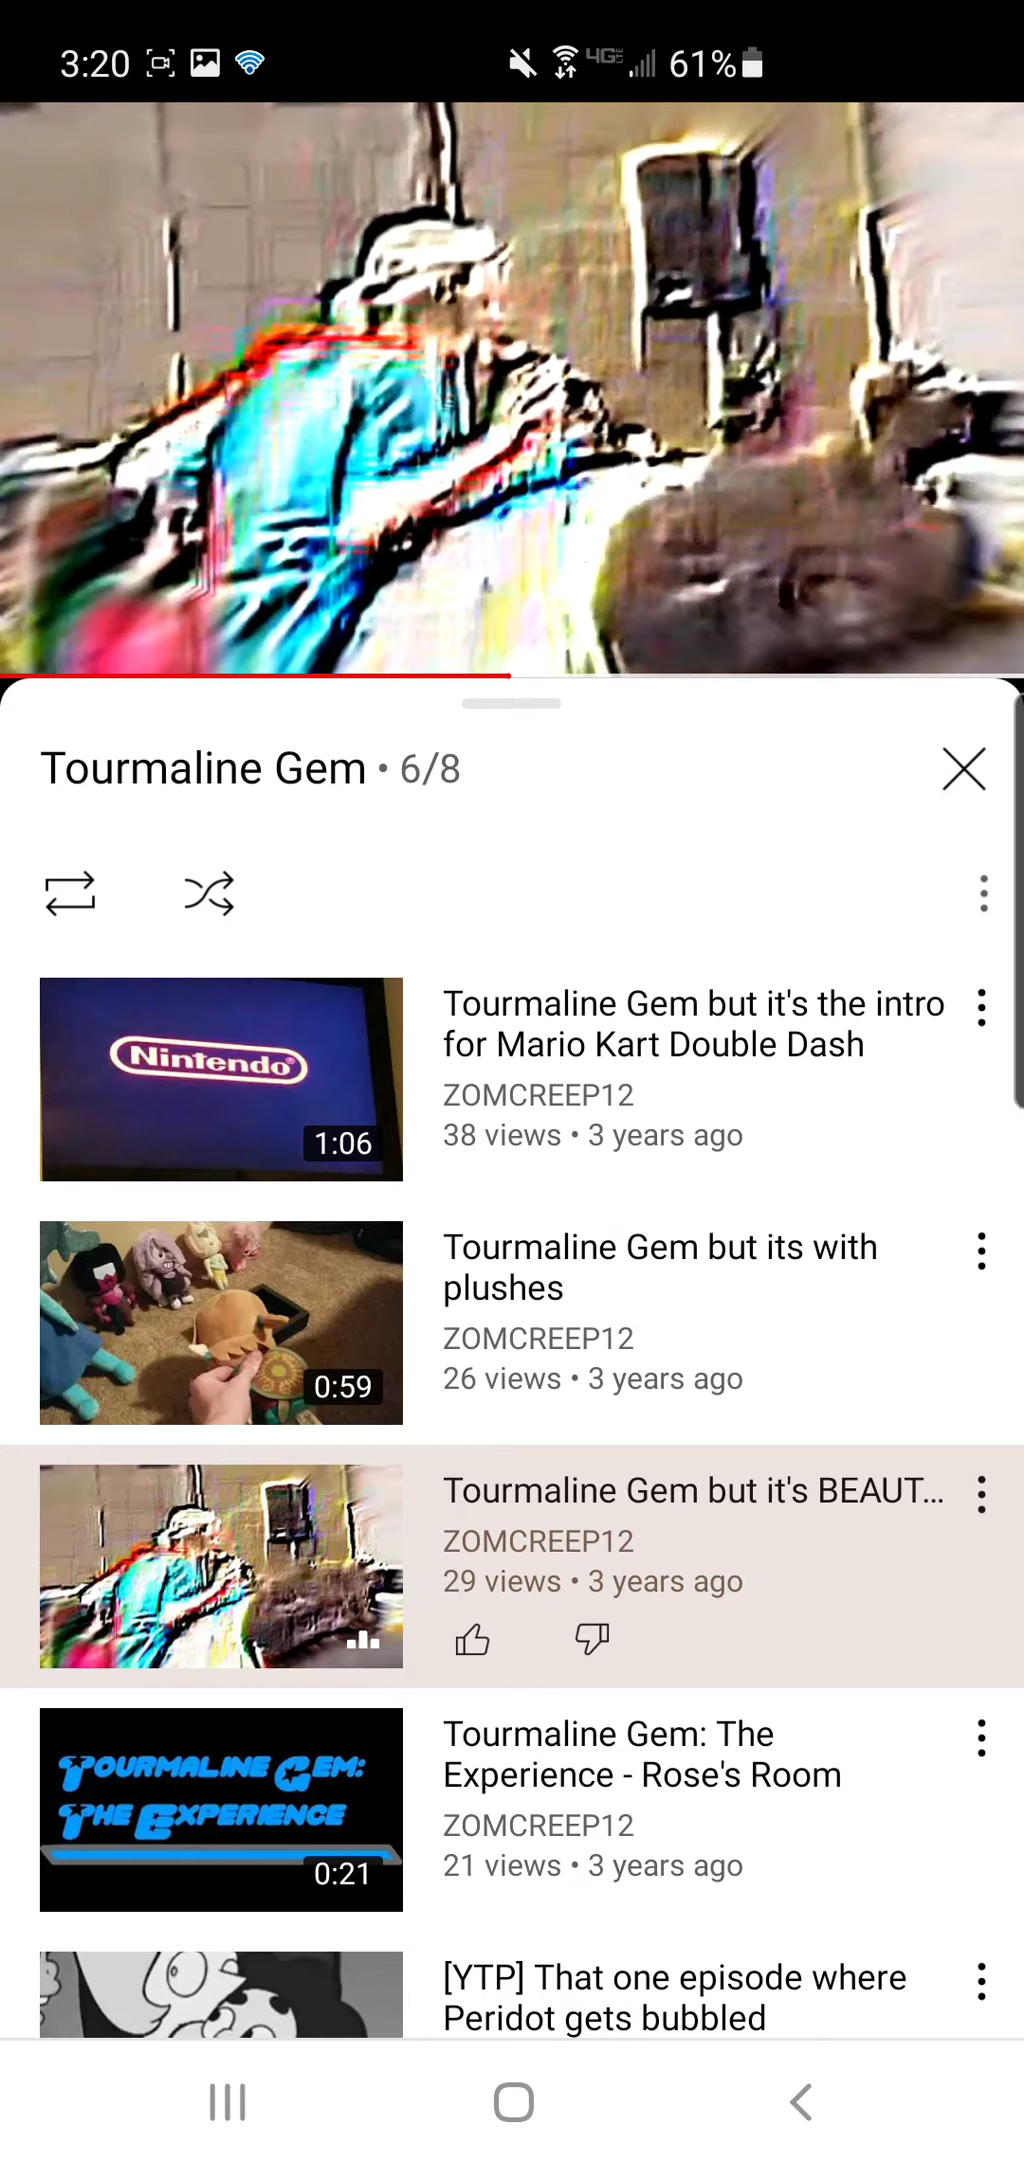 3:20
4G LTE 61%
Tourmaline Gem • 6/8
Nintendo®
1:06
Tourmaline Gem but it's the intro
for Mario Kart Double Dash
ZOMCREEP12
38 views • 3 years ago
0:59
Tourmaline Gem but its with
plushes
ZOMCREEP12
26 views • 3 years ago
Tourmaline Gem but it's BEAUT...
ZOMCREEP12
29 views • 3 years ago
TOURMALINE GEM:
THE EXPERIENCE
0:21
Tourmaline Gem: The
Experience - Rose's Room
ZOMCREEP12
21 views • 3 years ago
[YTP] That one episode where
Peridot gets bubbled